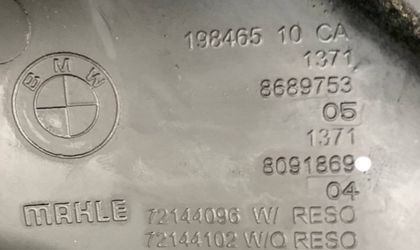 198465 10 CA
1371
8689753
05
1371
8091869
04
BMW
MAHLE
72144096 W/ RESO
72144102 W/O RESO